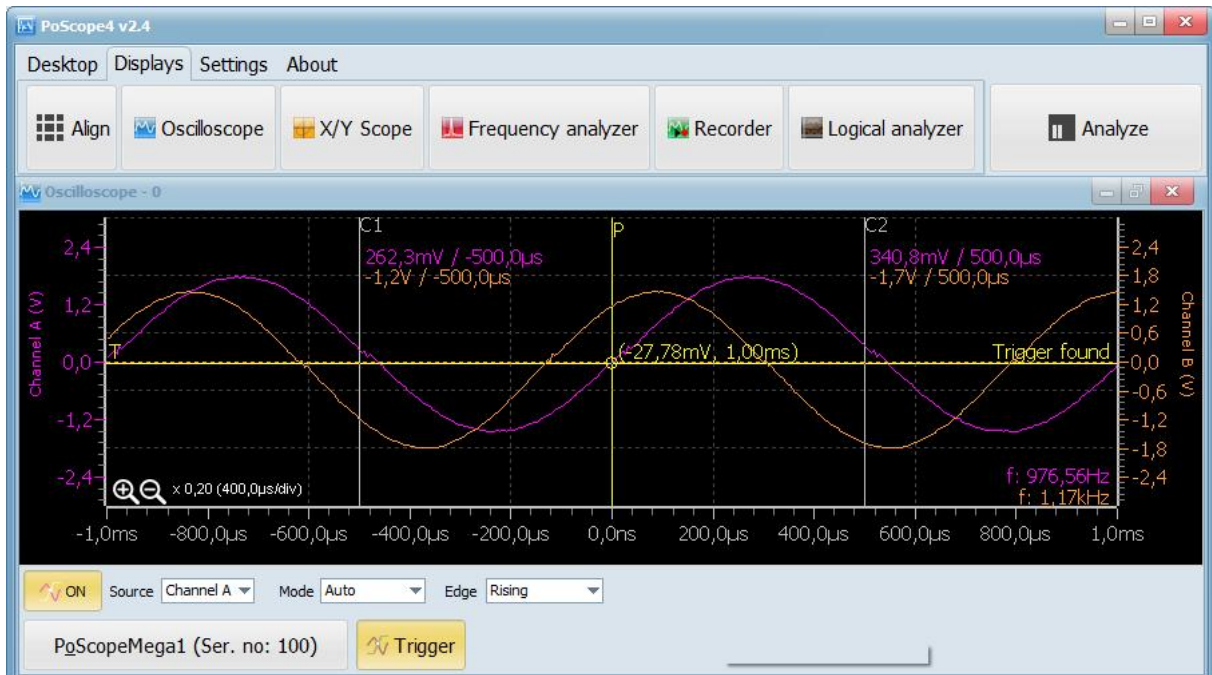 PoScope4 v2.4
Desktop Displays Settings About
Align Oscilloscope X/Y Scope Frequency analyzer Recorder Logical analyzer Analyze
Oscilloscope - 0
C1 P C2
262,3mV / -500,0µs 340,8mV / 500,0µs
-1,2V / -500,0µs -1,7V / 500,0µs
Channel A (V)
2,4
1,2
0,0
-1,2
-2,4
T (-27,78mV, 1,00ms) Trigger found
2,4
1,8
1,2
0,6
0,0
-0,6
-1,2
-1,8
-2,4
Channel B (V)
f: 976,56Hz
x 0,20 (400,0µs/div) f: 1,17kHz
-1,0ms -800,0µs -600,0µs -400,0µs -200,0µs 0,0ns 200,0µs 400,0µs 600,0µs 800,0µs 1,0ms
ON Source Channel A Mode Auto Edge Rising
PoScopeMega1 (Ser. no: 100) Trigger